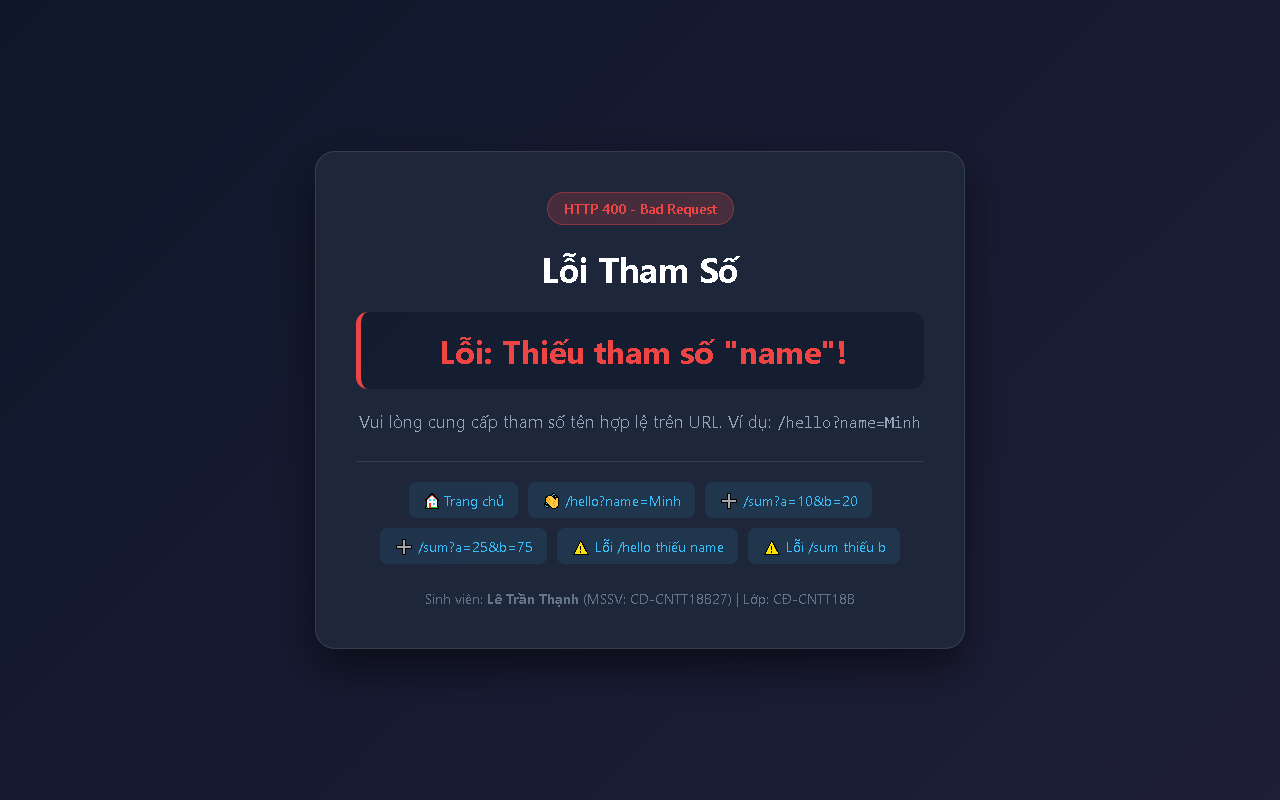 HTTP 400 - Bad Request
Lỗi Tham Số
Lỗi: Thiếu tham số "name"!
Vui lòng cung cấp tham số tên hợp lệ trên URL. Ví dụ: /hello?name=Minh
🏠 Trang chủ 👋 /hello?name=Minh ➕ /sum?a=10&b=20
➕ /sum?a=25&b=75 ⚠️ Lỗi /hello thiếu name ⚠️ Lỗi /sum thiếu b
Sinh viên: Lê Trần Thạnh (MSSV: CD-CNTT18B27) | Lớp: CĐ-CNTT18B